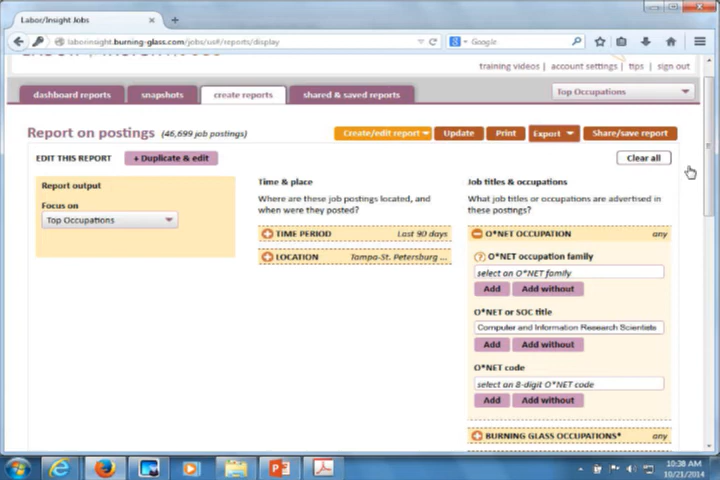 Labor/Insight Jobs
laborinsight.burning-glass.com/jobs/us#/reports/display
Google
training videos | account settings | tips | sign out
dashboard reports
snapshots
create reports
shared & saved reports
Top Occupations
Report on postings (46,699 job postings)
Create/edit report
Update
Print
Export
Share/save report
EDIT THIS REPORT
+ Duplicate & edit
Clear all
Report output
Focus on
Top Occupations
Time & place
Where are these job postings located, and
when were they posted?
TIME PERIOD Last 90 days
LOCATION Tampa-St. Petersburg ...
Job titles & occupations
What job titles or occupations are advertised in
these postings?
O*NET OCCUPATION any
O*NET occupation family
select an O*NET family
Add Add without
O*NET or SOC title
Computer and Information Research Scientists
Add Add without
O*NET code
select an 8-digit O*NET code
Add Add without
BURNING GLASS OCCUPATIONS* any
10:38 AM
10/21/2014